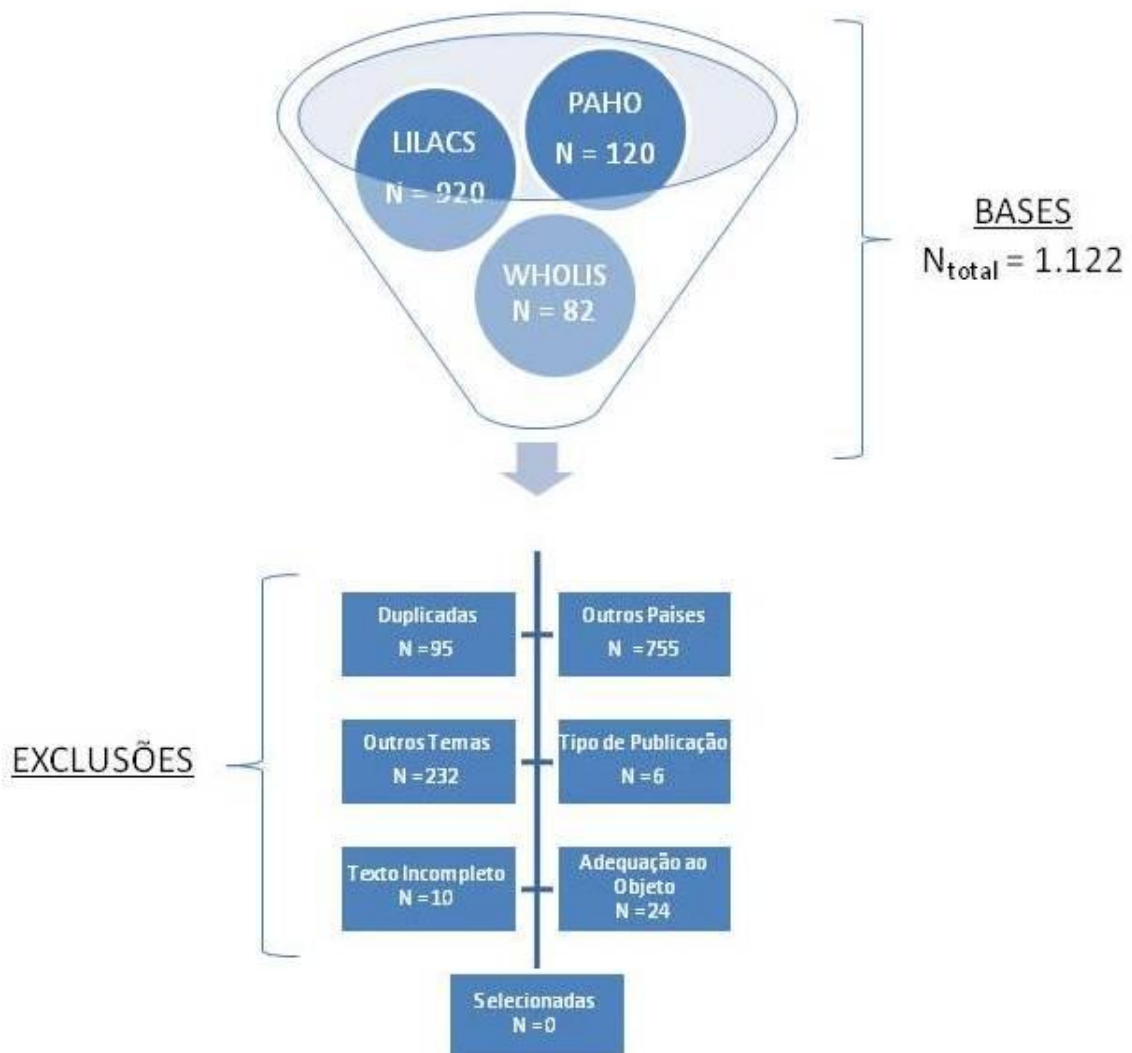 LILACS
N = 920
PAHO
N = 120
WHOLIS
N = 82
BASES
Ntotal = 1.122
EXCLUSÕES
Duplicadas
N =95
Outros Países
N =755
Outros Temas
N =232
Tipo de Publicação
N =6
Texto Incompleto
N =10
Adequação ao
Objeto
N =24
Selecionadas
N =0